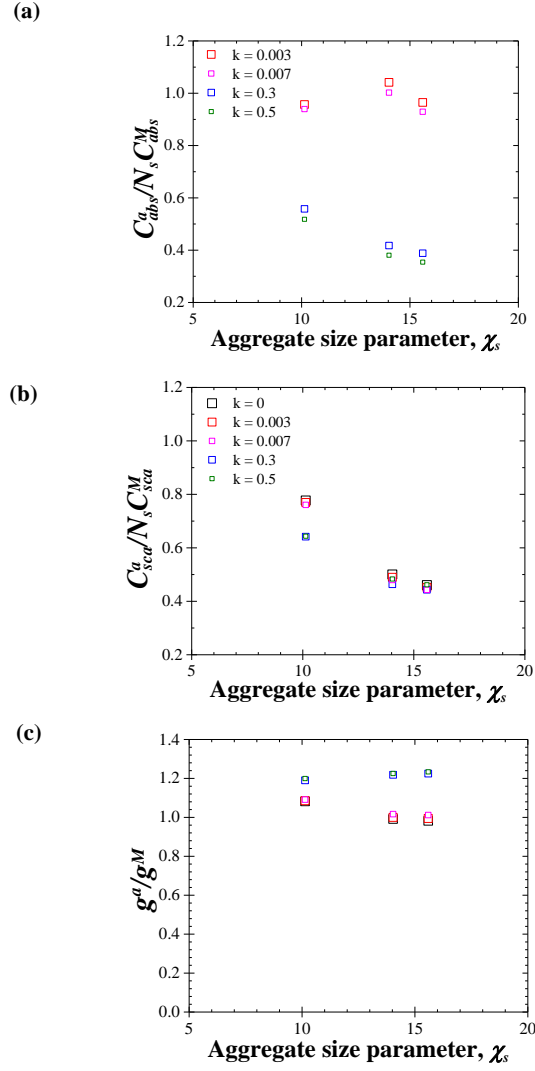 (a)
1.2
1.0
0.8
0.6
0.4
0.2
k = 0.003
k = 0.007
k = 0.3
k = 0.5
C^a_abs/N_s C^M_abs
5 10 15 20
Aggregate size parameter, χ_s
(b)
1.2
1.0
0.8
0.6
0.4
0.2
k = 0
k = 0.003
k = 0.007
k = 0.3
k = 0.5
C^a_sca/N_s C^M_sca
5 10 15 20
Aggregate size parameter, χ_s
(c)
1.4
1.2
1.0
0.8
0.6
0.4
0.2
0.0
g^a/g^M
5 10 15 20
Aggregate size parameter, χ_s